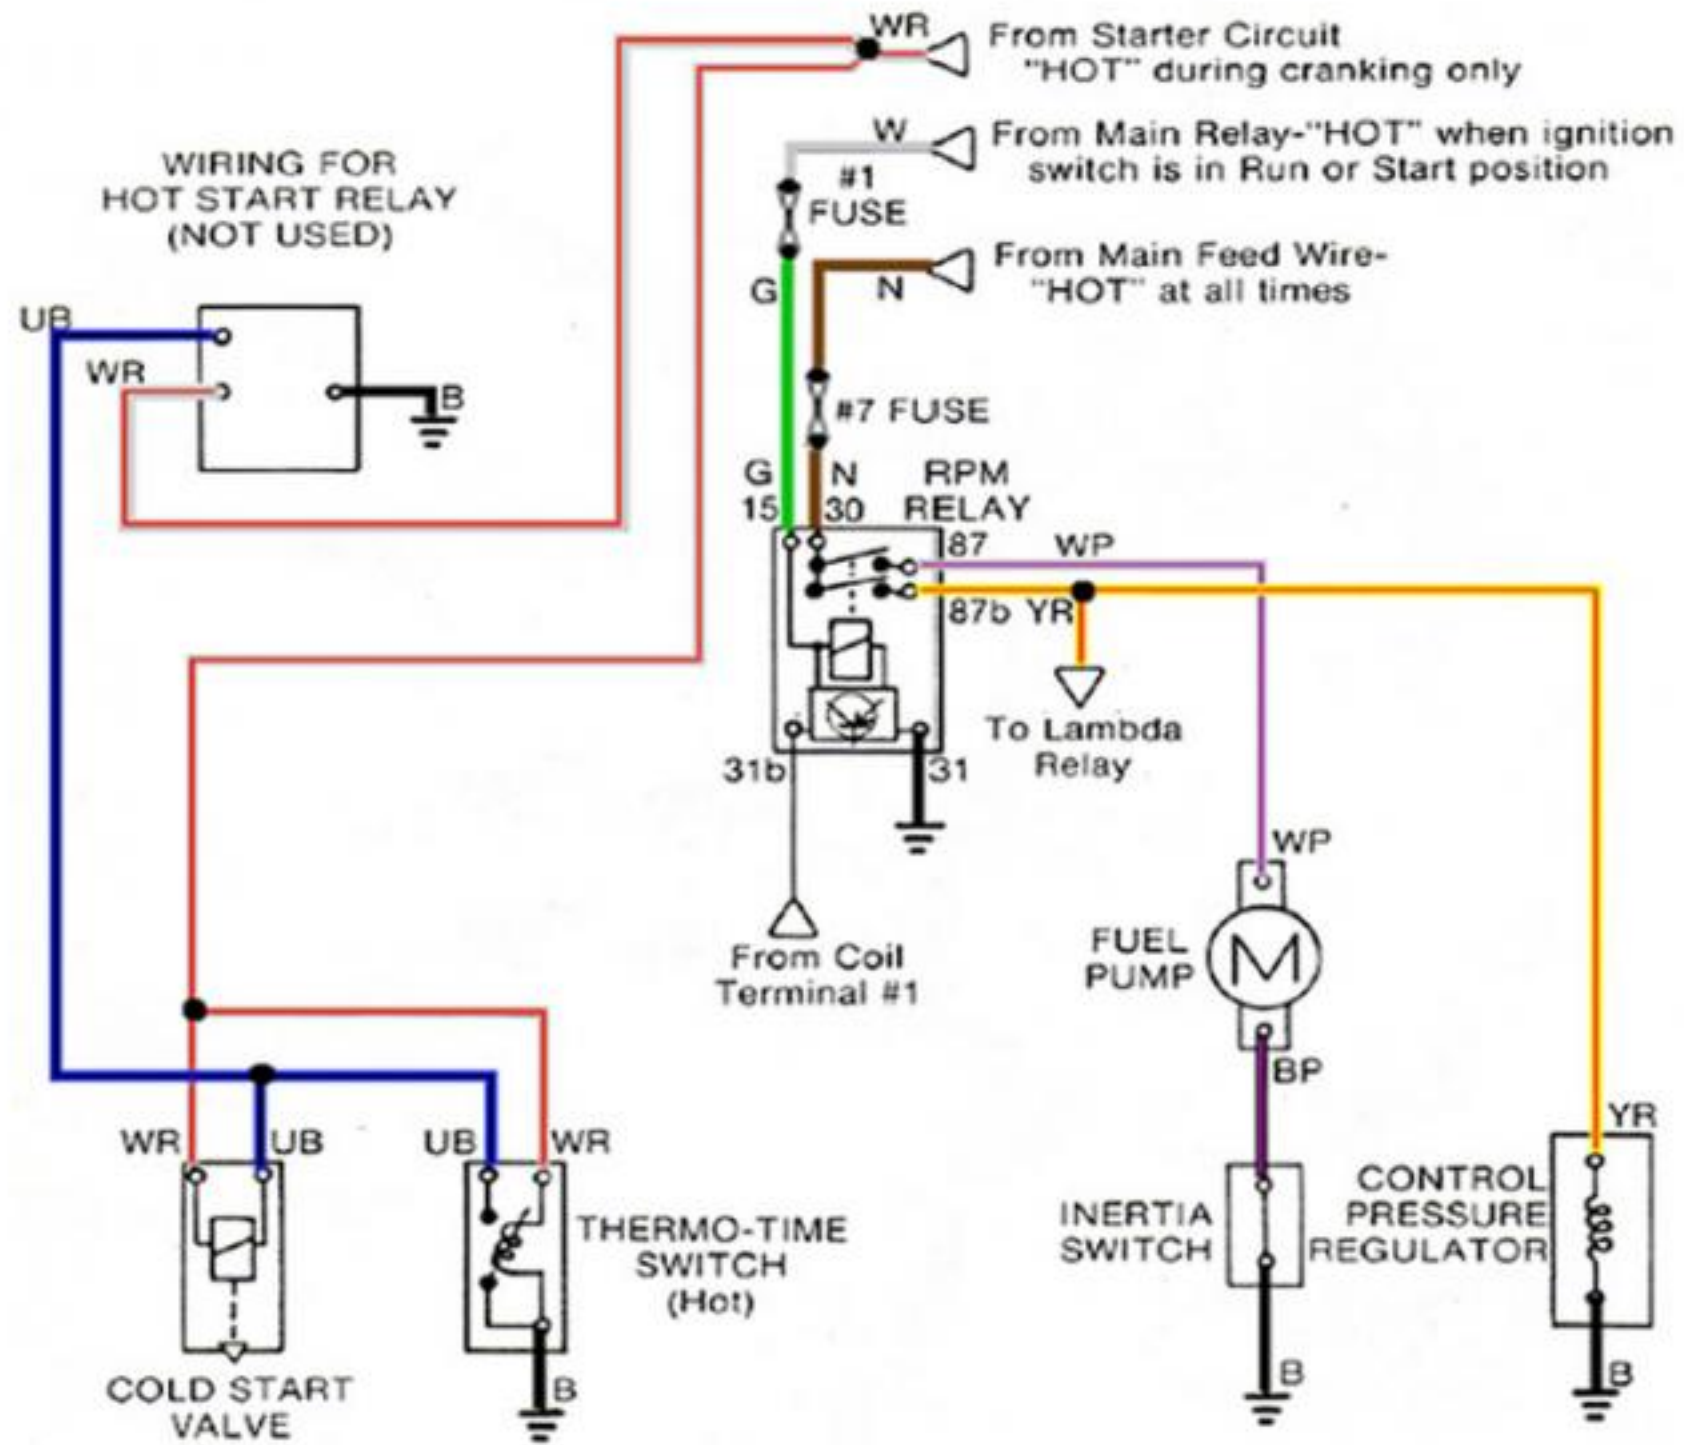 WR
From Starter Circuit
"HOT" during cranking only
W
From Main Relay-"HOT" when ignition
switch is in Run or Start position
#1
FUSE
WIRING FOR
HOT START RELAY
(NOT USED)
From Main Feed Wire-
"HOT" at all times
G
N
UB
WR
B
#7 FUSE
G
N
RPM
RELAY
15
30
87
WP
87b YR
To Lambda
Relay
31b
31
WP
From Coil
Terminal #1
FUEL
PUMP
M
BP
WR
UB
UB
WR
YR
THERMO-TIME
SWITCH
(Hot)
INERTIA
SWITCH
CONTROL
PRESSURE
REGULATOR
COLD START
VALVE
B
B
B